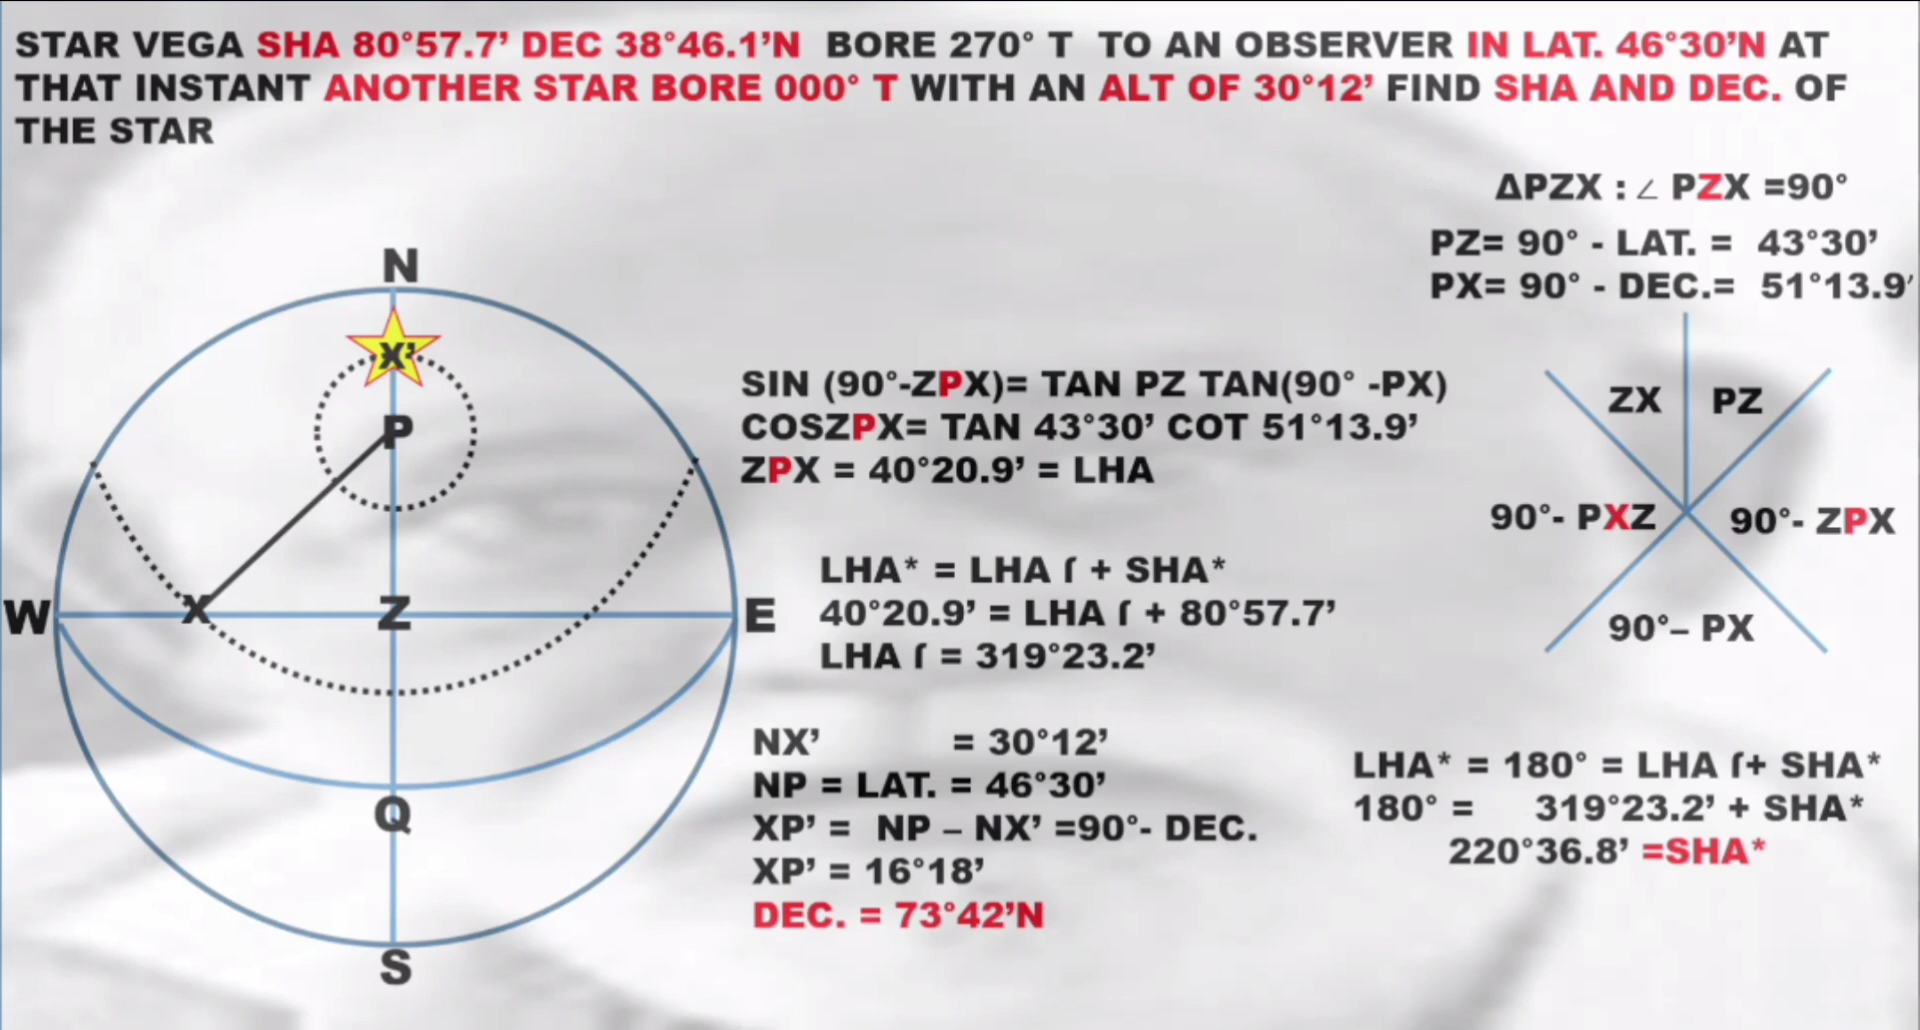 STAR VEGA SHA 80°57.7’ DEC 38°46.1’N BORE 270° T TO AN OBSERVER IN LAT. 46°30’N AT
THAT INSTANT ANOTHER STAR BORE 000° T WITH AN ALT OF 30°12’ FIND SHA AND DEC. OF
THE STAR
ΔPZX : ∠ PZX =90°
PZ= 90° - LAT. = 43°30’
PX= 90° - DEC.= 51°13.9’
N
X’
P
W
X
Z
E
Q
S
SIN (90°-ZPX)= TAN PZ TAN(90° -PX)
COSZPX= TAN 43°30’ COT 51°13.9’
ZPX = 40°20.9’ = LHA
ZX
PZ
90°- PXZ
90°- ZPX
90°– PX
LHA* = LHA ɼ + SHA*
40°20.9’ = LHA ɼ + 80°57.7’
LHA ɼ = 319°23.2’
NX’ = 30°12’
NP = LAT. = 46°30’
XP’ = NP – NX’ =90°- DEC.
XP’ = 16°18’
DEC. = 73°42’N
LHA* = 180° = LHA ɼ+ SHA*
180° = 319°23.2’ + SHA*
220°36.8’ =SHA*